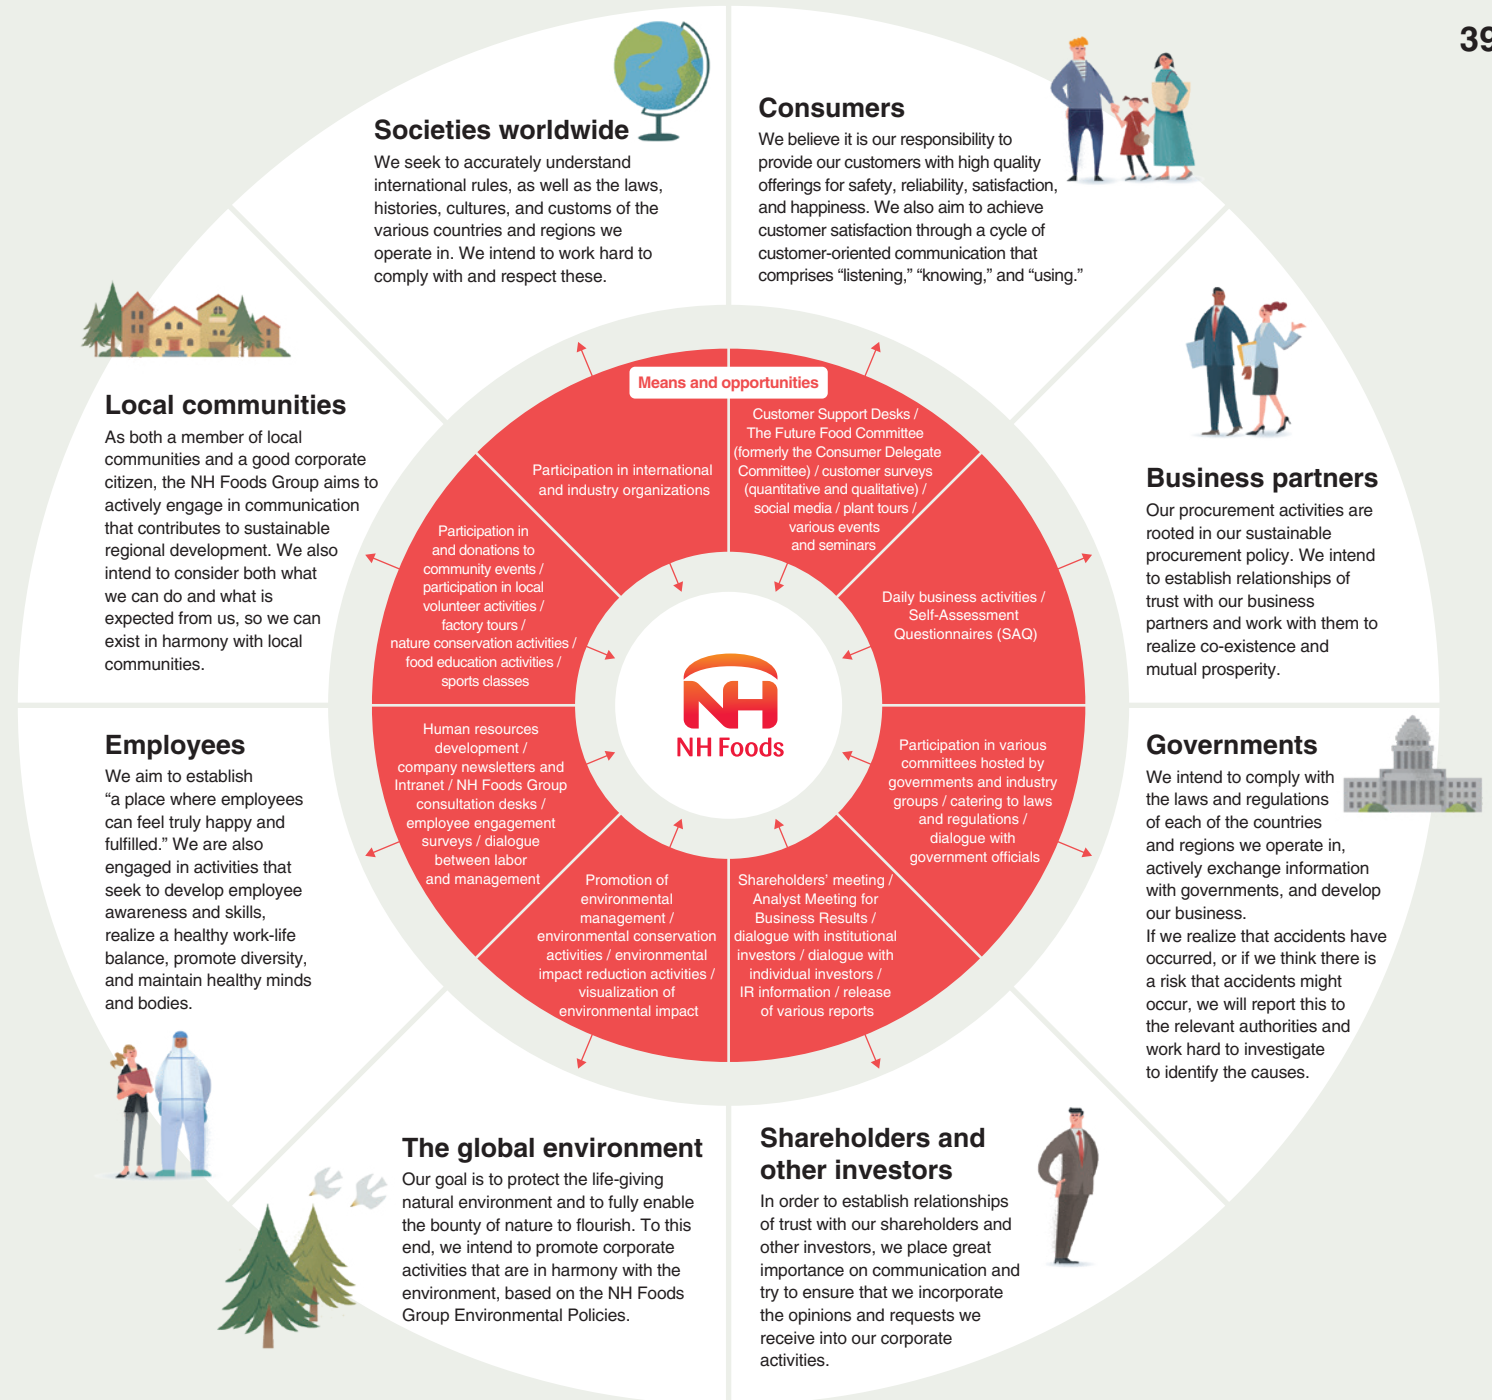 39
Societies worldwide
We seek to accurately understand
international rules, as well as the laws,
histories, cultures, and customs of the
various countries and regions we
operate in. We intend to work hard to
comply with and respect these.
Consumers
We believe it is our responsibility to
provide our customers with high quality
offerings for safety, reliability, satisfaction,
and happiness. We also aim to achieve
customer satisfaction through a cycle of
customer-oriented communication that
comprises “listening,” “knowing,” and “using.”
Local communities
As both a member of local
communities and a good corporate
citizen, the NH Foods Group aims to
actively engage in communication
that contributes to sustainable
regional development. We also
intend to consider both what
we can do and what is
expected from us, so we can
exist in harmony with local
communities.
Business partners
Our procurement activities are
rooted in our sustainable
procurement policy. We intend
to establish relationships of
trust with our business
partners and work with them to
realize co-existence and
mutual prosperity.
Means and opportunities
Participation in international
and industry organizations
Customer Support Desks /
The Future Food Committee
(formerly the Consumer Delegate
Committee) / customer surveys
(quantitative and qualitative) /
social media / plant tours /
various events
and seminars
Participation in
and donations to
community events /
participation in local
volunteer activities /
factory tours /
nature conservation activities /
food education activities /
sports classes
Daily business activities /
Self-Assessment
Questionnaires (SAQ)
NH
NH Foods
Human resources
development /
company newsletters and
Intranet / NH Foods Group
consultation desks /
employee engagement
surveys / dialogue
between labor
and management
Participation in various
committees hosted by
governments and industry
groups / catering to laws
and regulations /
dialogue with
government officials
Promotion of
environmental
management /
environmental conservation
activities / environmental
impact reduction activities /
visualization of
environmental impact
Shareholders’ meeting /
Analyst Meeting for
Business Results /
dialogue with institutional
investors / dialogue with
individual investors /
IR information / release
of various reports
Employees
We aim to establish
“a place where employees
can feel truly happy and
fulfilled.” We are also
engaged in activities that
seek to develop employee
awareness and skills,
realize a healthy work-life
balance, promote diversity,
and maintain healthy minds
and bodies.
Governments
We intend to comply with
the laws and regulations
of each of the countries
and regions we operate in,
actively exchange information
with governments, and develop
our business.
If we realize that accidents have
occurred, or if we think there is
a risk that accidents might
occur, we will report this to
the relevant authorities and
work hard to investigate
to identify the causes.
The global environment
Our goal is to protect the life-giving
natural environment and to fully enable
the bounty of nature to flourish. To this
end, we intend to promote corporate
activities that are in harmony with the
environment, based on the NH Foods
Group Environmental Policies.
Shareholders and
other investors
In order to establish relationships
of trust with our shareholders and
other investors, we place great
importance on communication and
try to ensure that we incorporate
the opinions and requests we
receive into our corporate
activities.